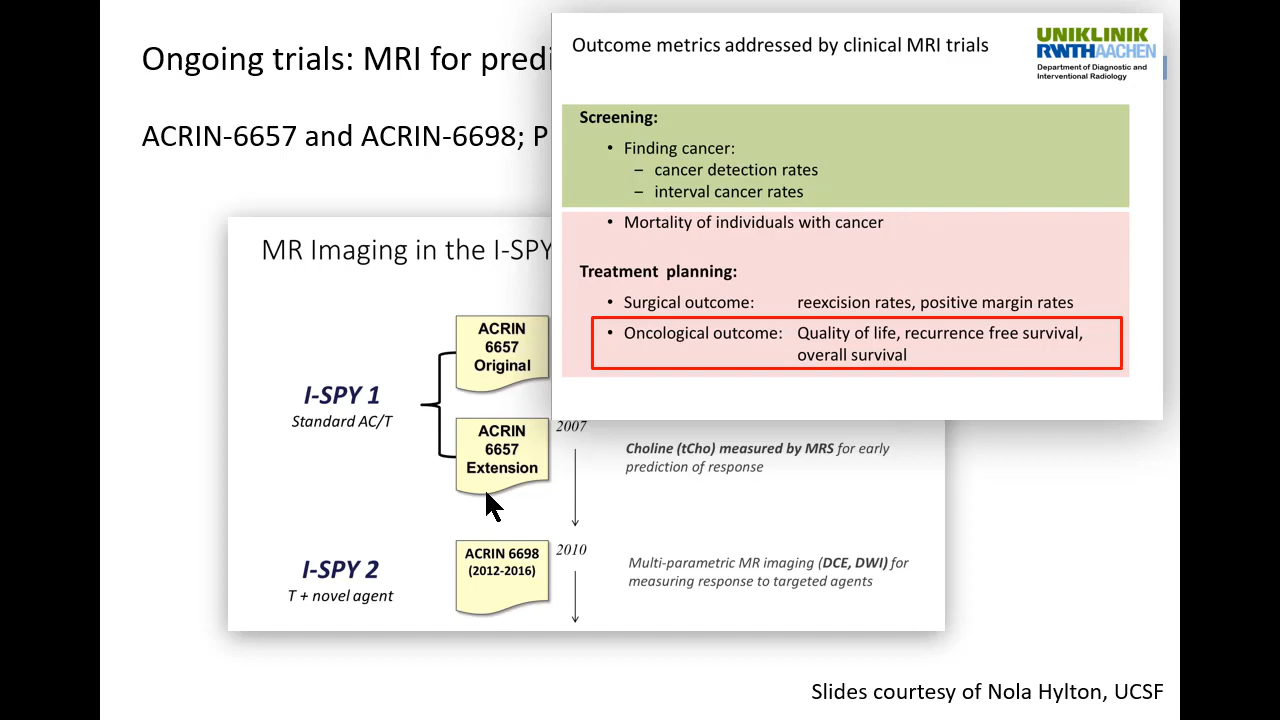 Ongoing trials: MRI for predi
ACRIN-6657 and ACRIN-6698; P
Outcome metrics addressed by clinical MRI trials
UNIKLINIK
RWTHAACHEN
Department of Diagnostic and
Interventional Radiology
Screening:
• Finding cancer:
– cancer detection rates
– interval cancer rates
• Mortality of individuals with cancer
Treatment planning:
• Surgical outcome: reexcision rates, positive margin rates
• Oncological outcome: Quality of life, recurrence free survival,
overall survival
MR Imaging in the I-SPY
I-SPY 1
Standard AC/T
ACRIN
6657
Original
ACRIN
6657
Extension
2007
Choline (tCho) measured by MRS for early
prediction of response
I-SPY 2
T + novel agent
ACRIN 6698
(2012-2016)
2010
Multi-parametric MR imaging (DCE, DWI) for
measuring response to targeted agents
Slides courtesy of Nola Hylton, UCSF